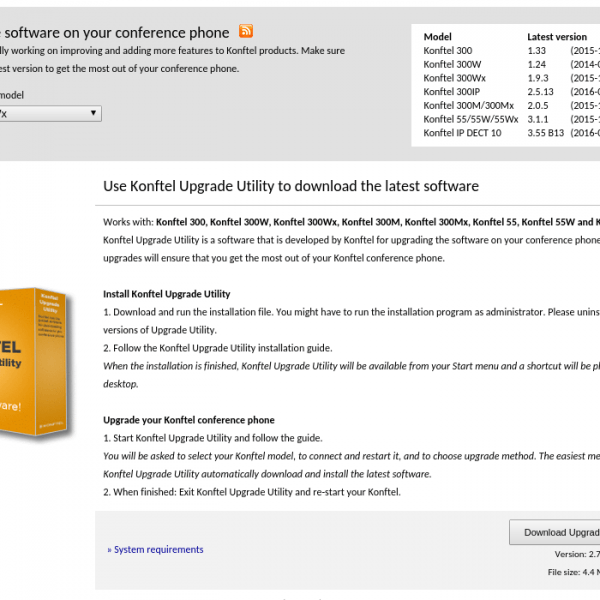 software on your conference phone
working on improving and adding more features to Konftel products. Make sure
version to get the most out of your conference phone.
model
Model Latest version
Konftel 300 1.33 (2015-1
Konftel 300W 1.24 (2014-0
Konftel 300Wx 1.9.3 (2015-1
Konftel 300IP 2.5.13 (2016-0
Konftel 300M/300Mx 2.0.5 (2015-1
Konftel 55/55W/55Wx 3.1.1 (2015-1
Konftel IP DECT 10 3.55 B13 (2016-0
Use Konftel Upgrade Utility to download the latest software
Works with: Konftel 300, Konftel 300W, Konftel 300Wx, Konftel 300M, Konftel 300Mx, Konftel 55, Konftel 55W and K
Konftel Upgrade Utility is a software that is developed by Konftel for upgrading the software on your conference phone
upgrades will ensure that you get the most out of your Konftel conference phone.
Konftel
Upgrade
Utility
Install Konftel Upgrade Utility
1. Download and run the installation file. You might have to run the installation program as administrator. Please unins
versions of Upgrade Utility.
2. Follow the Konftel Upgrade Utility installation guide.
When the installation is finished, Konftel Upgrade Utility will be available from your Start menu and a shortcut will be pl
desktop.
Upgrade your Konftel conference phone
1. Start Konftel Upgrade Utility and follow the guide.
You will be asked to select your Konftel model, to connect and restart it, and to choose upgrade method. The easiest me
Konftel Upgrade Utility automatically download and install the latest software.
2. When finished: Exit Konftel Upgrade Utility and re-start your Konftel.
» System requirements
Download Upgrad
Version: 2.7
File size: 4.4 M